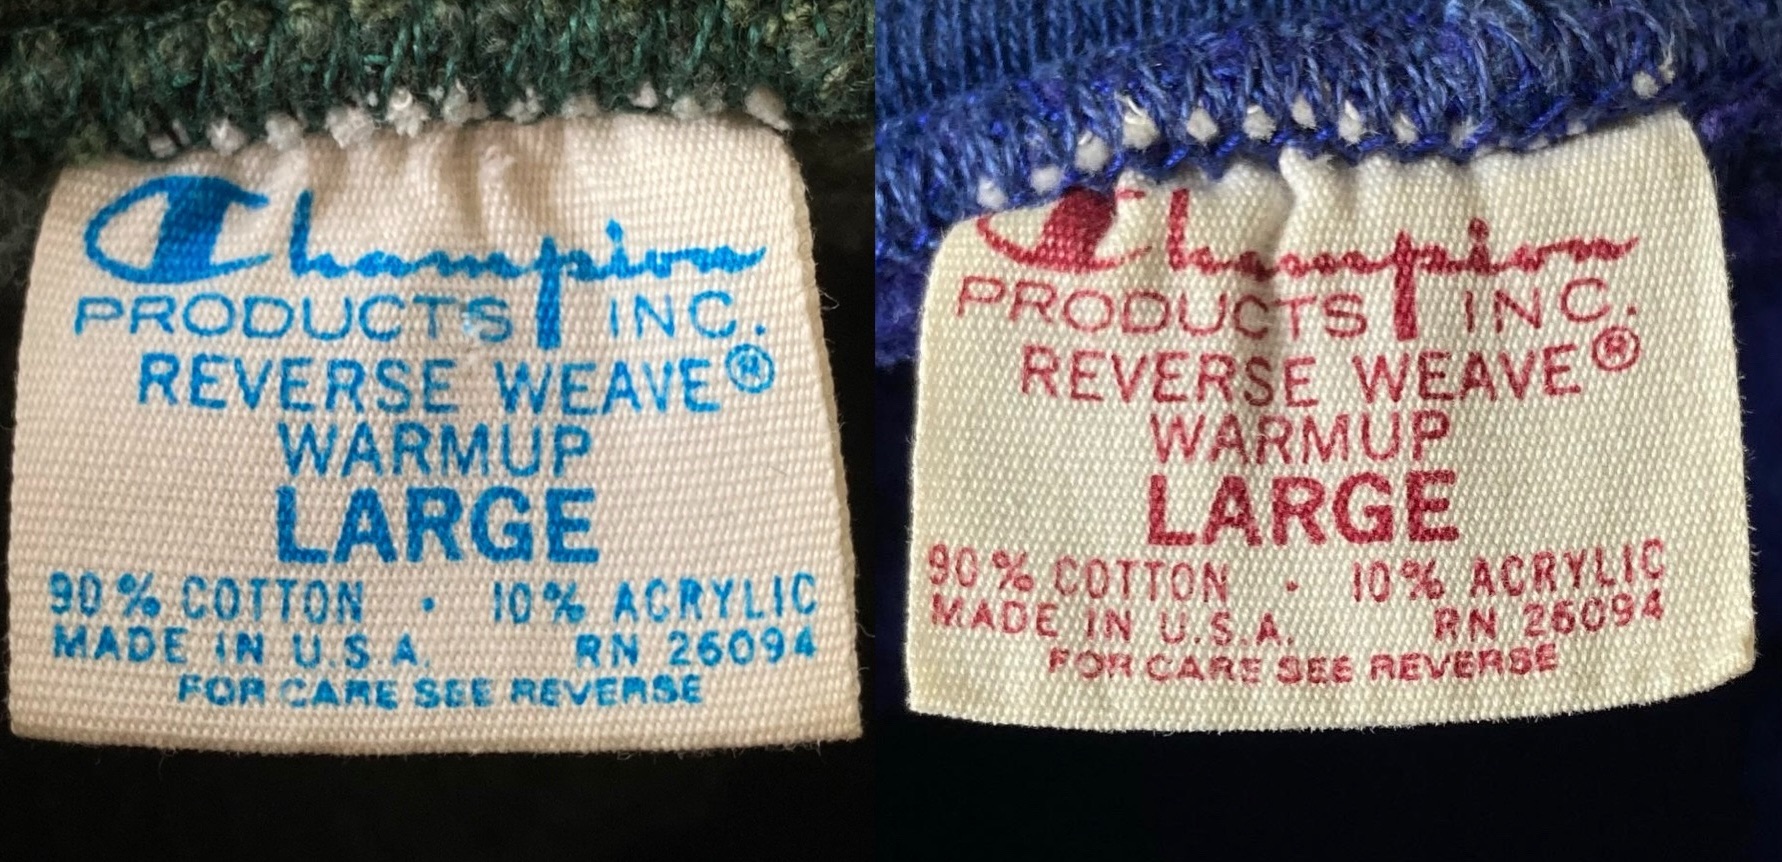 Champion
PRODUCTS INC.
REVERSE WEAVE®
WARMUP
LARGE
90% COTTON · 10% ACRYLIC
MADE IN U.S.A. RN 26094
FOR CARE SEE REVERSE
Champion
PRODUCTS INC.
REVERSE WEAVE®
WARMUP
LARGE
90% COTTON · 10% ACRYLIC
MADE IN U.S.A. RN 26094
FOR CARE SEE REVERSE